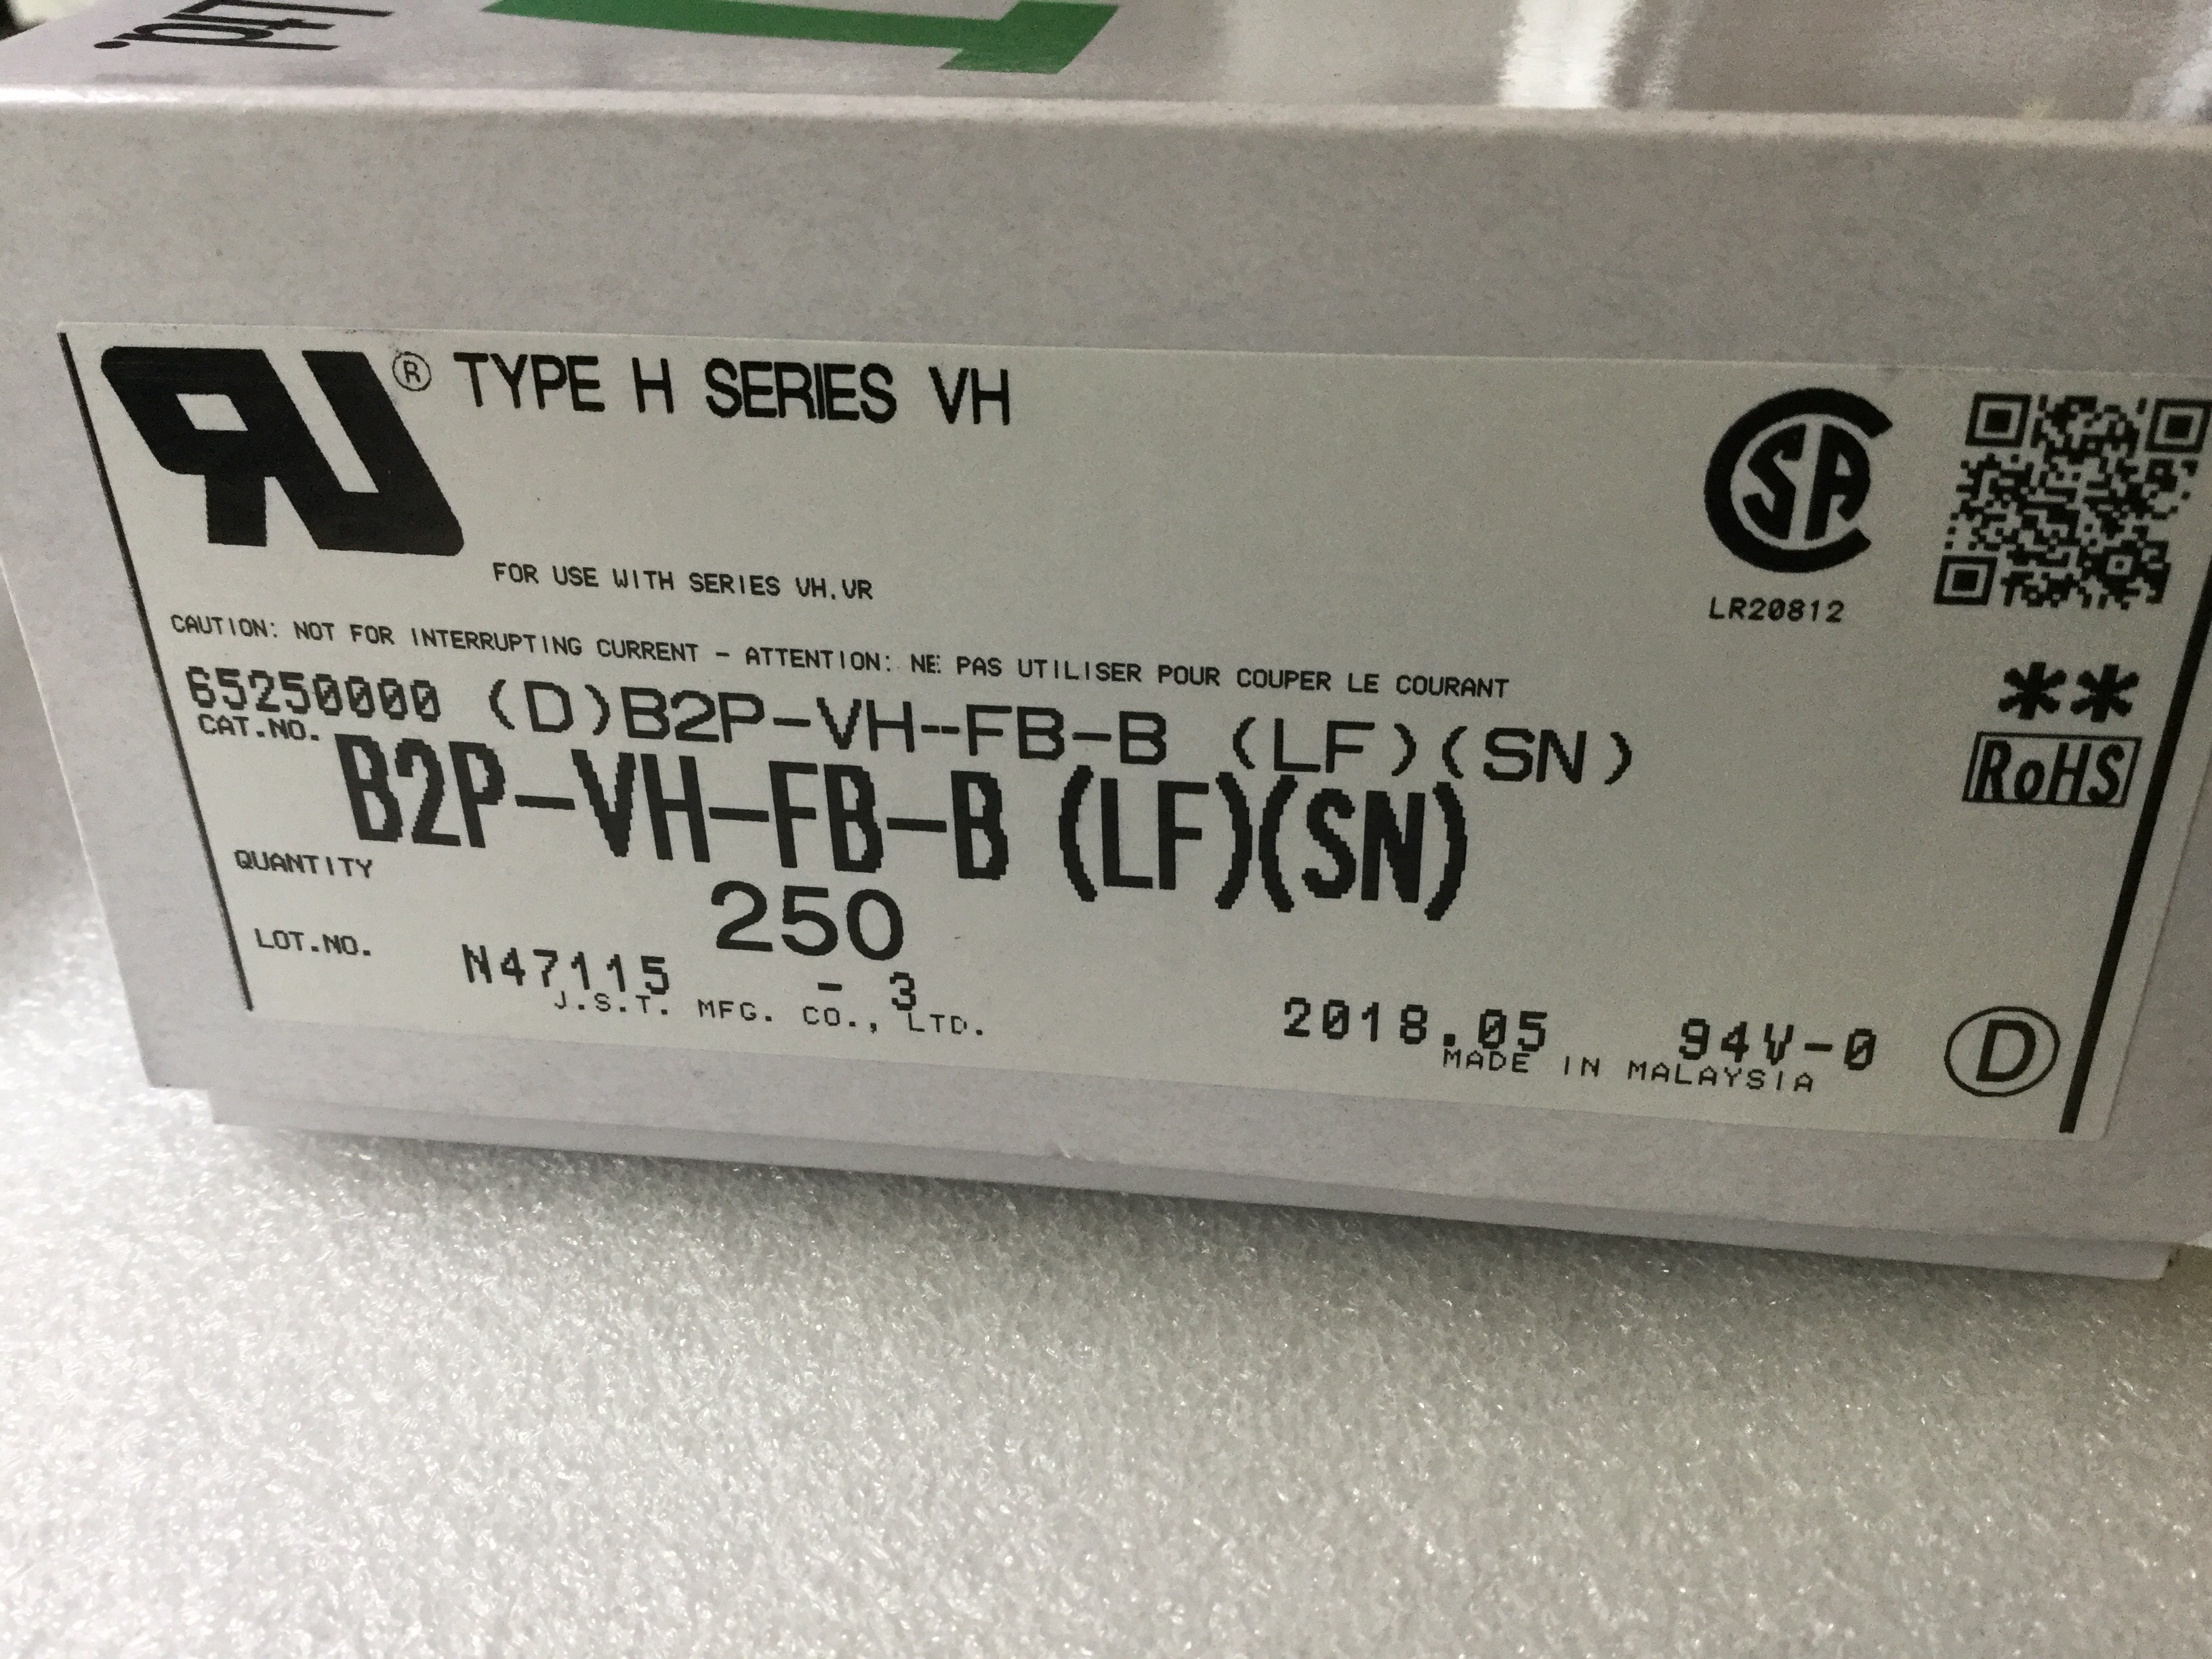 ® TYPE H SERIES VH
FOR USE WITH SERIES VH.VR
LR20812
CAUTION: NOT FOR INTERRUPTING CURRENT - ATTENTION: NE PAS UTILISER POUR COUPER LE COURANT
65250000 (D)B2P-VH--FB-B (LF)(SN)
**
RoHS
CAT.NO. B2P-VH-FB-B (LF)(SN)
QUANTITY 250
LOT.NO. N47115 - 3
2018.05 94V-0 D
J.S.T. MFG. CO., LTD.
MADE IN MALAYSIA